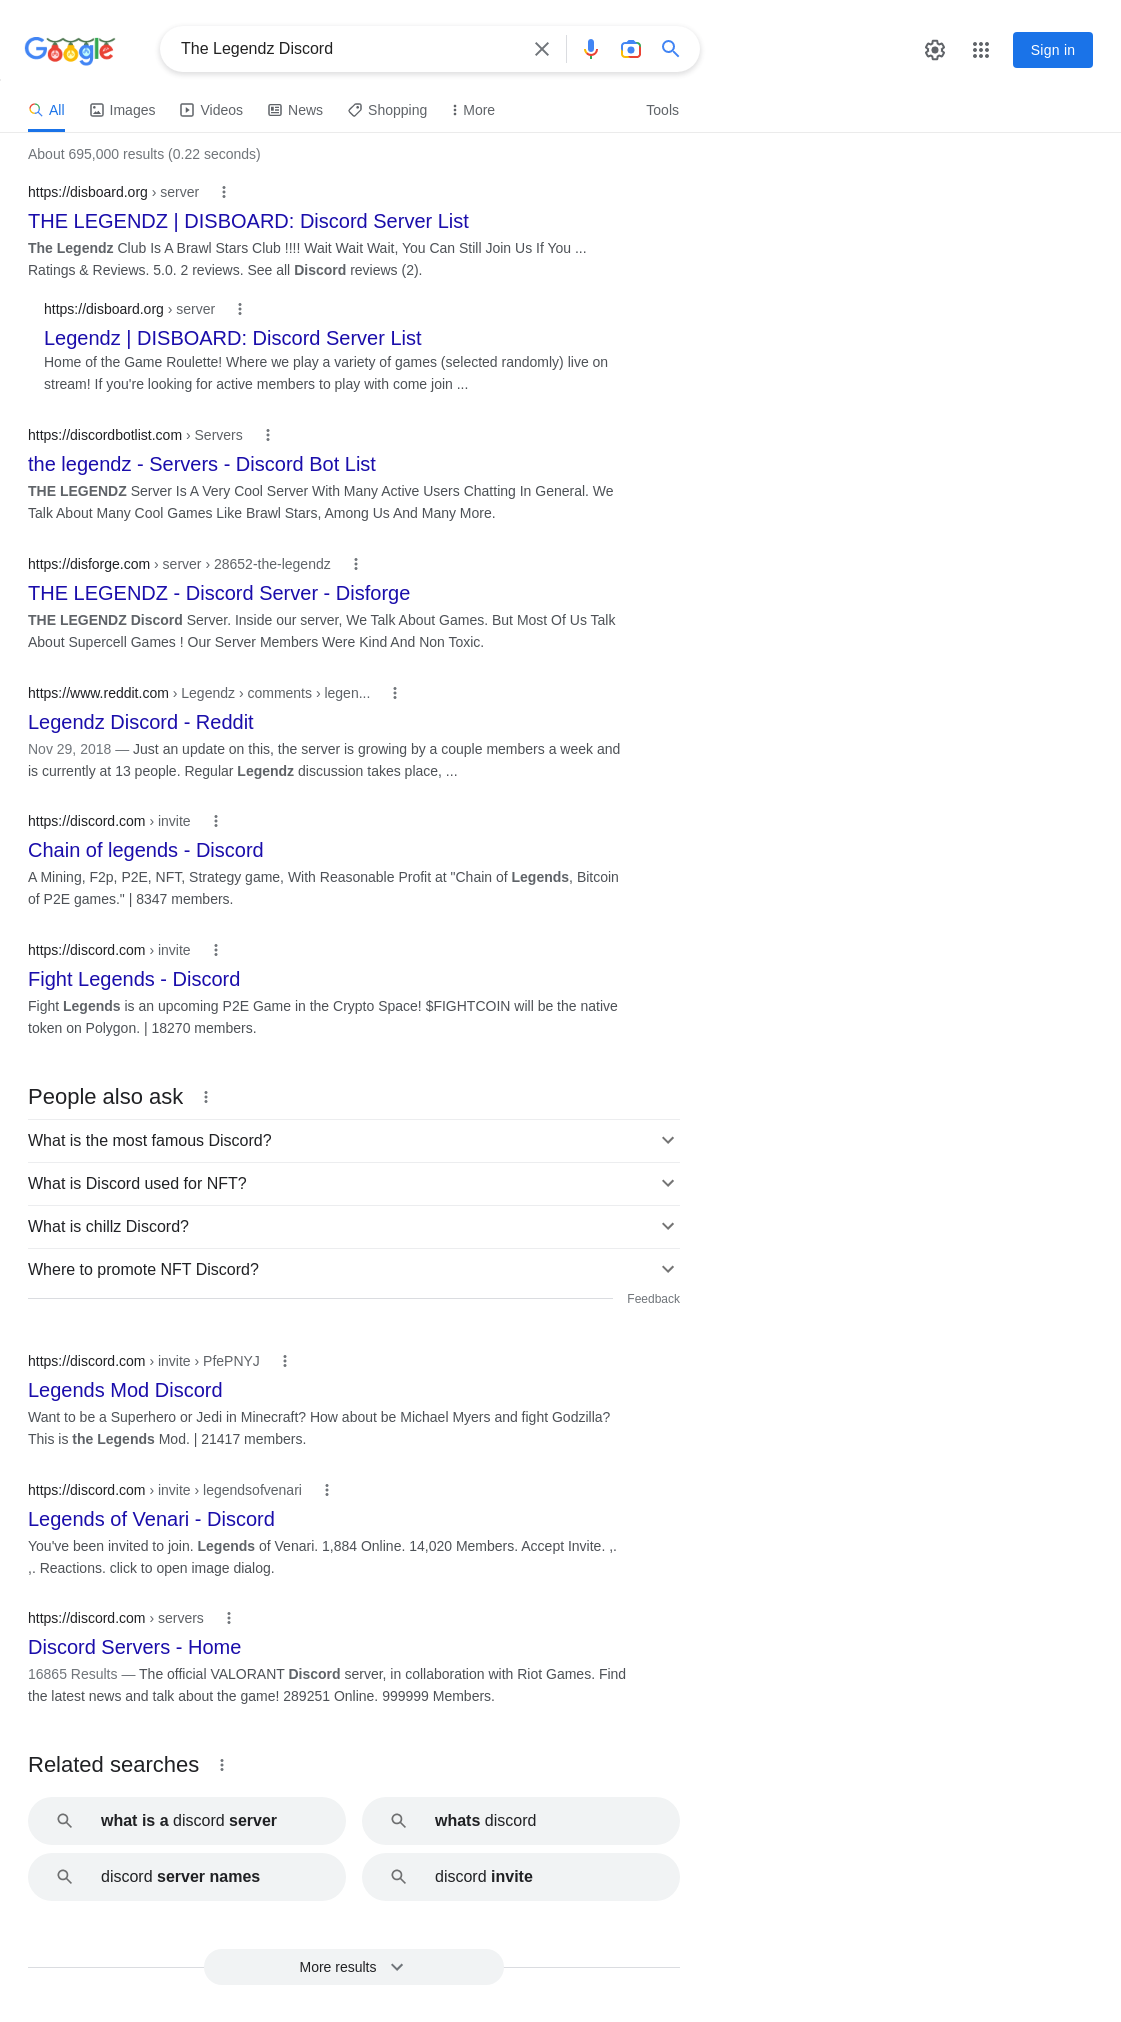 Google
The Legendz Discord
Sign in
All
Images
Videos
News
Shopping
More
Tools
About 695,000 results (0.22 seconds)
https://disboard.org › server
THE LEGENDZ | DISBOARD: Discord Server List
The Legendz Club Is A Brawl Stars Club !!!! Wait Wait Wait, You Can Still Join Us If You ...
Ratings & Reviews. 5.0. 2 reviews. See all Discord reviews (2).
https://disboard.org › server
Legendz | DISBOARD: Discord Server List
Home of the Game Roulette! Where we play a variety of games (selected randomly) live on
stream! If you're looking for active members to play with come join ...
https://discordbotlist.com › Servers
the legendz - Servers - Discord Bot List
THE LEGENDZ Server Is A Very Cool Server With Many Active Users Chatting In General. We
Talk About Many Cool Games Like Brawl Stars, Among Us And Many More.
https://disforge.com › server › 28652-the-legendz
THE LEGENDZ - Discord Server - Disforge
THE LEGENDZ Discord Server. Inside our server, We Talk About Games. But Most Of Us Talk
About Supercell Games ! Our Server Members Were Kind And Non Toxic.
https://www.reddit.com › Legendz › comments › legen...
Legendz Discord - Reddit
Nov 29, 2018 — Just an update on this, the server is growing by a couple members a week and
is currently at 13 people. Regular Legendz discussion takes place, ...
https://discord.com › invite
Chain of legends - Discord
A Mining, F2p, P2E, NFT, Strategy game, With Reasonable Profit at "Chain of Legends, Bitcoin
of P2E games." | 8347 members.
https://discord.com › invite
Fight Legends - Discord
Fight Legends is an upcoming P2E Game in the Crypto Space! $FIGHTCOIN will be the native
token on Polygon. | 18270 members.
People also ask
What is the most famous Discord?
What is Discord used for NFT?
What is chillz Discord?
Where to promote NFT Discord?
Feedback
https://discord.com › invite › PfePNYJ
Legends Mod Discord
Want to be a Superhero or Jedi in Minecraft? How about be Michael Myers and fight Godzilla?
This is the Legends Mod. | 21417 members.
https://discord.com › invite › legendsofvenari
Legends of Venari - Discord
You've been invited to join. Legends of Venari. 1,884 Online. 14,020 Members. Accept Invite. ,.
,. Reactions. click to open image dialog.
https://discord.com › servers
Discord Servers - Home
16865 Results — The official VALORANT Discord server, in collaboration with Riot Games. Find
the latest news and talk about the game! 289251 Online. 999999 Members.
Related searches
what is a discord server
whats discord
discord server names
discord invite
More results